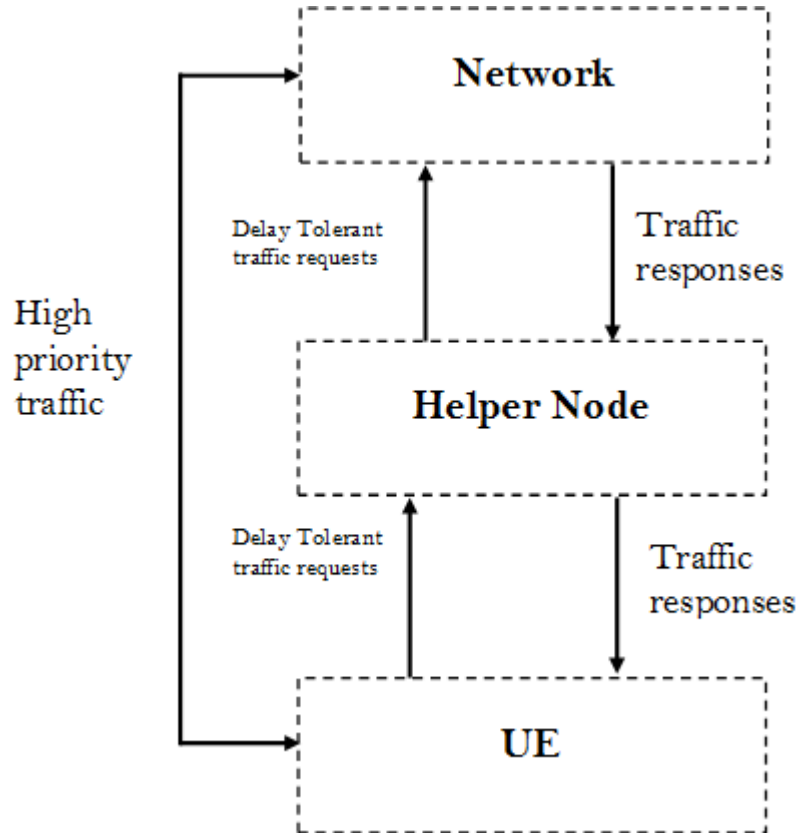 Network
Delay Tolerant
traffic requests
Traffic
responses
High
priority
traffic
Helper Node
Delay Tolerant
traffic requests
Traffic
responses
UE